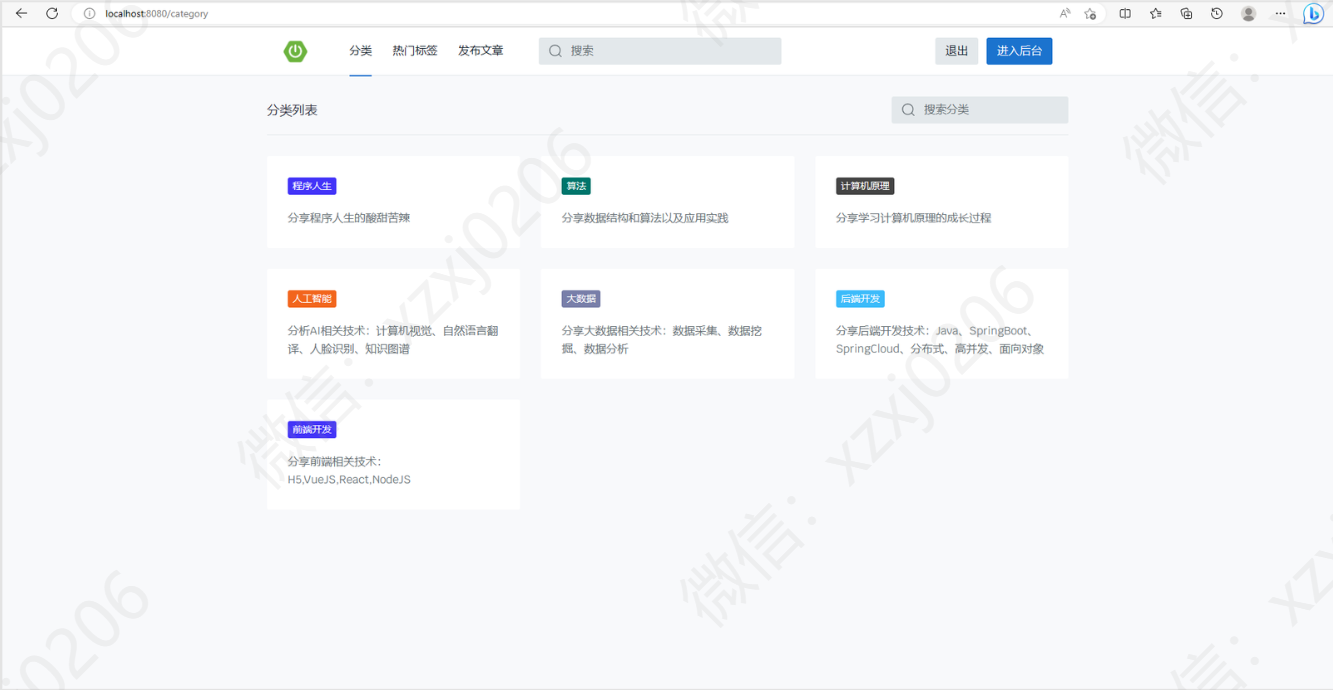 localhost:8080/category
分类 热门标签 发布文章 搜索 退出 进入后台
分类列表 搜索分类
程序人生 算法 计算机原理
分享程序人生的酸甜苦辣 分享数据结构和算法以及应用实践 分享学习计算机原理的成长过程
人工智能 大数据 后端开发
分析AI相关技术：计算机视觉、自然语言翻 分享大数据相关技术：数据采集、数据挖 分享后端开发技术：Java、SpringBoot、
译、人脸识别、知识图谱 掘、数据分析 SpringCloud、分布式、高并发、面向对象
前端开发
分享前端相关技术：
H5,VueJS,React,NodeJS
微信：xzxj0206
微信：xzxj0206